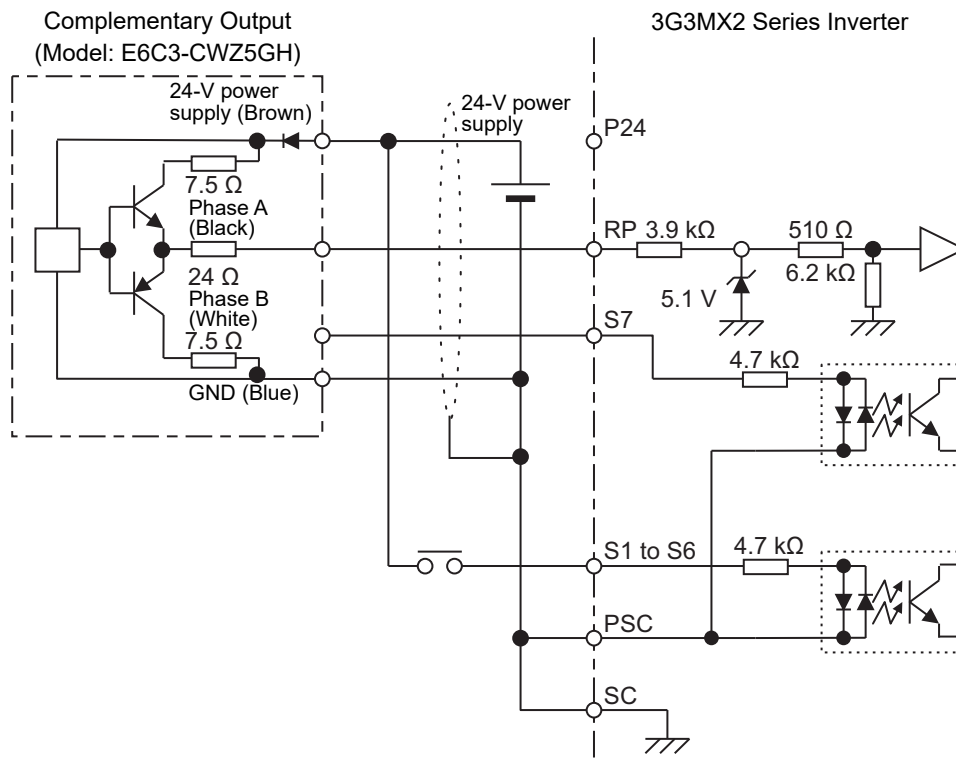 Complementary Output
(Model: E6C3-CWZ5GH)
3G3MX2 Series Inverter
24-V power
supply (Brown)
24-V power
supply
P24
7.5 Ω
Phase A
(Black)
RP
3.9 kΩ
510 Ω
6.2 kΩ
5.1 V
24 Ω
Phase B
(White)
7.5 Ω
S7
4.7 kΩ
GND (Blue)
S1 to S6
4.7 kΩ
PSC
SC